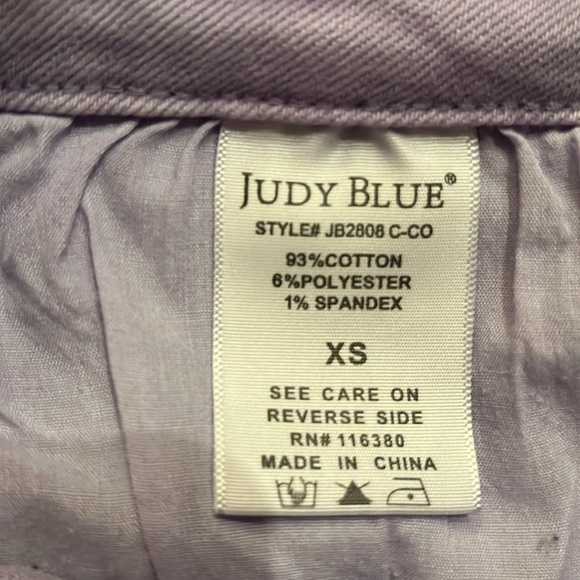 JUDY BLUE®
STYLE# JB2808 C-CO
93%COTTON
6%POLYESTER
1% SPANDEX
XS
SEE CARE ON
REVERSE SIDE
RN# 116380
MADE IN CHINA